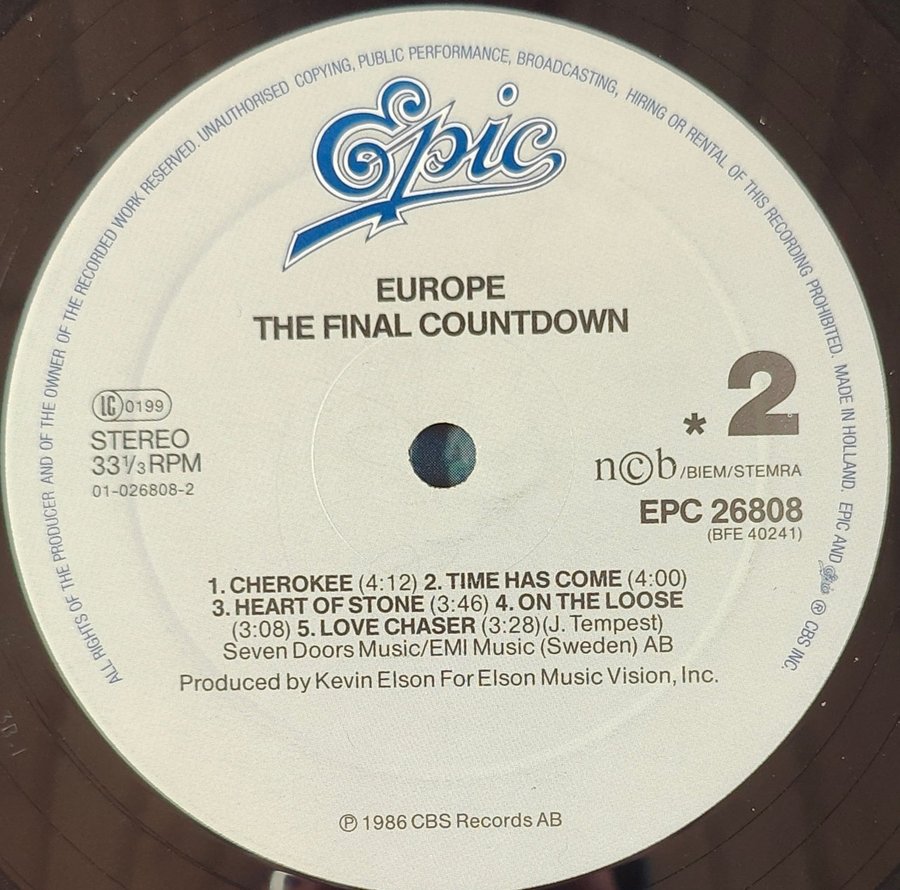 ALL RIGHTS OF THE PRODUCER AND OF THE OWNER OF THE RECORDED WORK RESERVED. UNAUTHORISED COPYING, PUBLIC PERFORMANCE, BROADCASTING, HIRING OR RENTAL OF THIS RECORDING PROHIBITED. MADE IN HOLLAND. EPIC AND Epic ® CBS INC.
Epic
EUROPE
THE FINAL COUNTDOWN
LC 0199
STEREO
33 1/3 RPM
01-026808-2
* 2
n©b/BIEM/STEMRA
EPC 26808
(BFE 40241)
1. CHEROKEE (4:12) 2. TIME HAS COME (4:00)
3. HEART OF STONE (3:46) 4. ON THE LOOSE
(3:08) 5. LOVE CHASER (3:28)(J. Tempest)
Seven Doors Music/EMI Music (Sweden) AB
Produced by Kevin Elson For Elson Music Vision, Inc.
℗ 1986 CBS Records AB